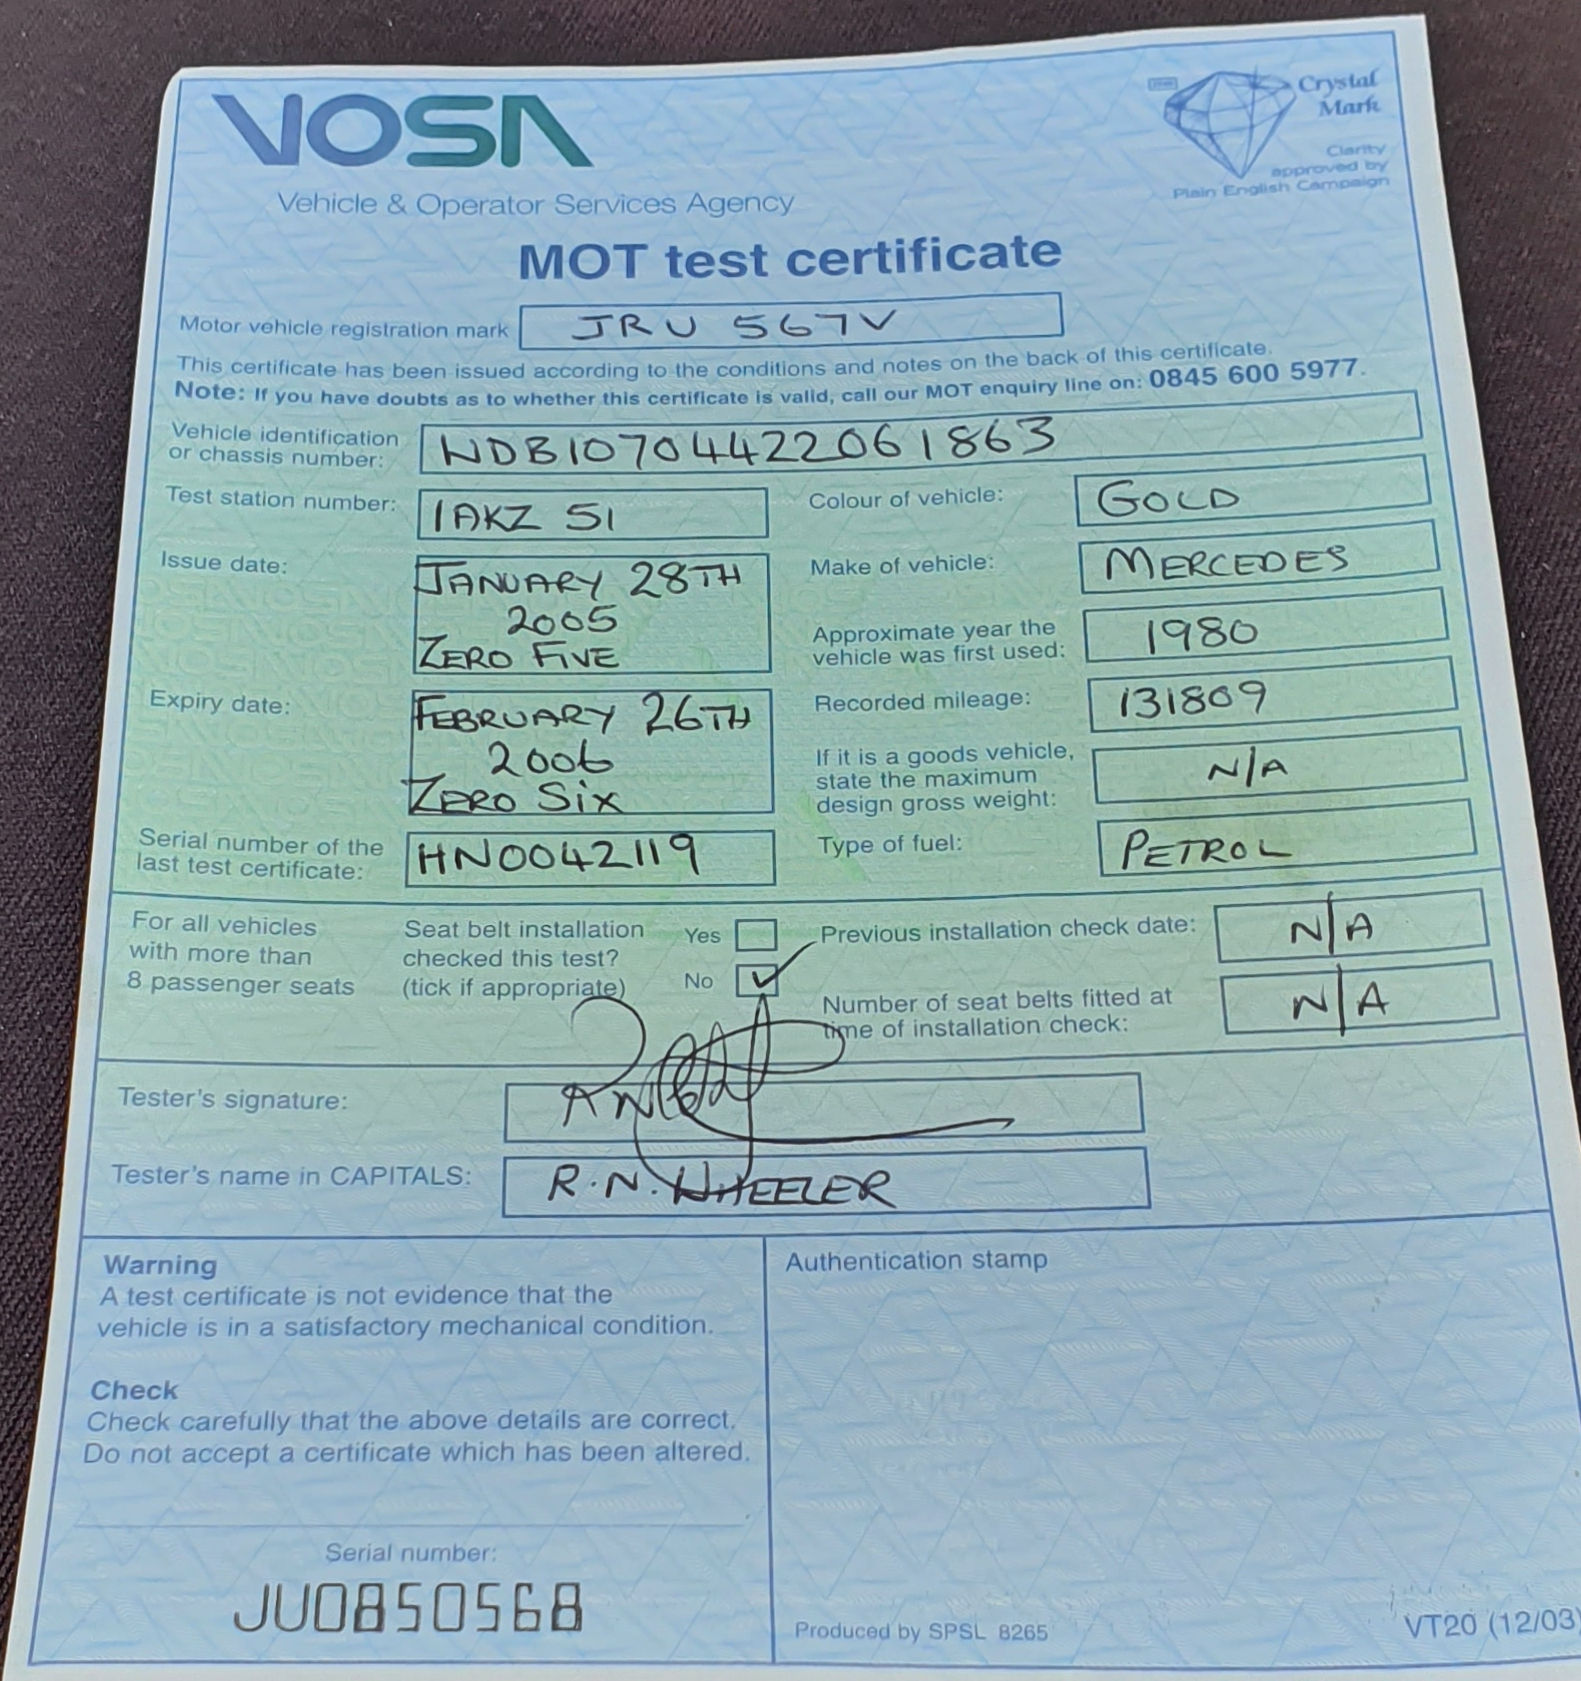 VOSA
Vehicle & Operator Services Agency
Crystal
Mark
Clarity
approved by
Plain English Campaign
MOT test certificate
Motor vehicle registration mark JRU 567V
This certificate has been issued according to the conditions and notes on the back of this certificate.
Note: If you have doubts as to whether this certificate is valid, call our MOT enquiry line on: 0845 600 5977.
Vehicle identification
or chassis number: WDB10704422061863
Test station number: 1AKZ 51
Colour of vehicle: GOLD
Issue date: JANUARY 28TH
2005
ZERO FIVE
Make of vehicle: MERCEDES
Approximate year the
vehicle was first used: 1980
Expiry date: FEBRUARY 26TH
2006
ZERO SIX
Recorded mileage: 131809
If it is a goods vehicle,
state the maximum
design gross weight: N/A
Serial number of the
last test certificate: HN0042119
Type of fuel: PETROL
For all vehicles
with more than
8 passenger seats
Seat belt installation
checked this test?
(tick if appropriate)
Yes
No ✓
Previous installation check date: N/A
Number of seat belts fitted at
time of installation check: N/A
Tester's signature:
Tester's name in CAPITALS: R.N. WHEELER
Warning
A test certificate is not evidence that the
vehicle is in a satisfactory mechanical condition.
Check
Check carefully that the above details are correct.
Do not accept a certificate which has been altered.
Serial number:
JU0850568
Authentication stamp
Produced by SPSL 8265
VT20 (12/03)